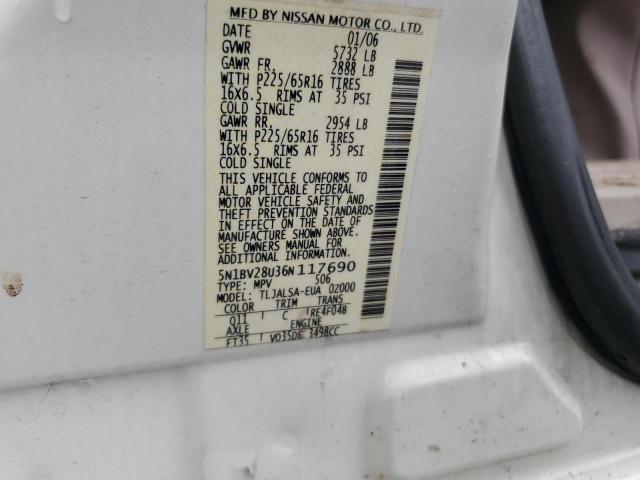 MFD BY NISSAN MOTOR CO., LTD.
DATE 01/06
GVWR 5732 LB
GAWR FR. 2888 LB
WITH P225/65R16 TIRES
16X6.5 RIMS AT 35 PSI
COLD SINGLE
GAWR RR. 2954 LB
WITH P225/65R16 TIRES
16X6.5 RIMS AT 35 PSI
COLD SINGLE
THIS VEHICLE CONFORMS TO
ALL APPLICABLE FEDERAL
MOTOR VEHICLE SAFETY AND
THEFT PREVENTION STANDARDS
IN EFFECT ON THE DATE OF
MANUFACTURE SHOWN ABOVE.
SEE OWNERS MANUAL FOR
ADDITIONAL INFORMATION.
5N1BV28U36N117690
TYPE: MPV 506
MODEL: TLJALSA-EUA 02000
COLOR TRIM TRANS
Q11 C RE4F04B
AXLE ENGINE
FT35 VQ35DE 3498CC